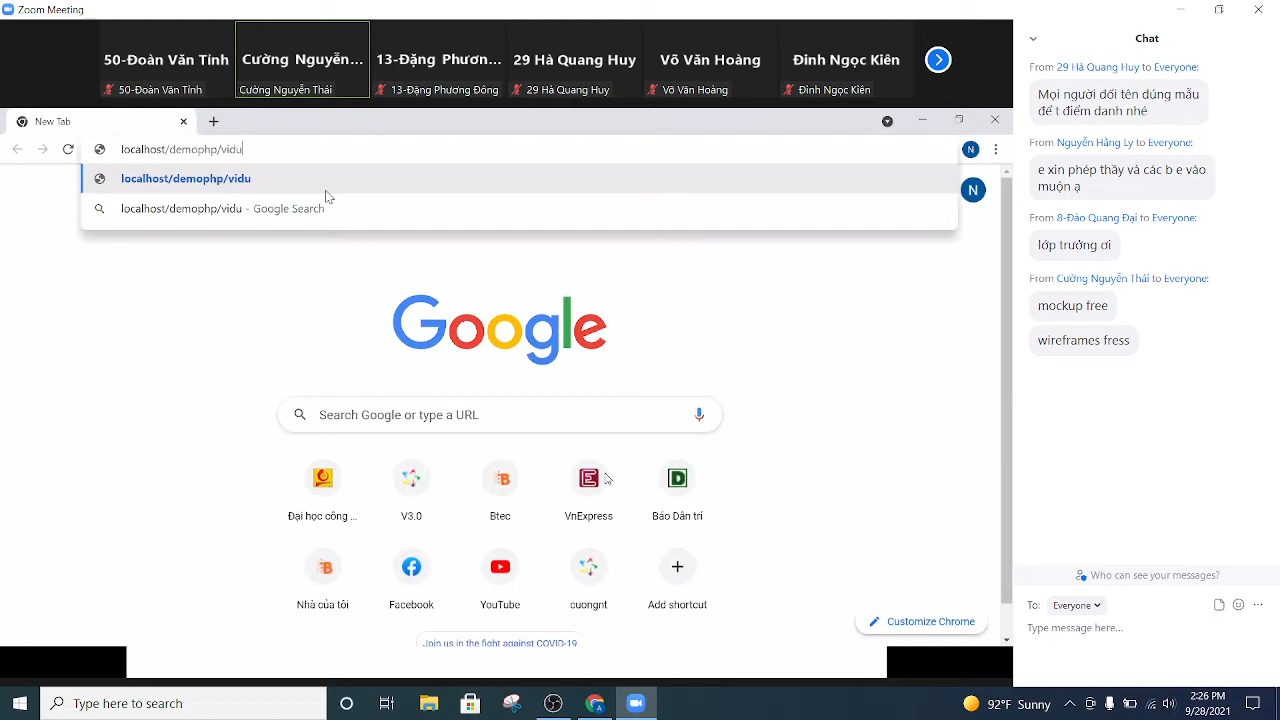 Zoom Meeting
50-Đoàn Văn Tình
Cường Nguyễn...
13-Đặng Phươn...
29 Hà Quang Huy
Võ Văn Hoàng
Đinh Ngọc Kiên
50-Đoàn Văn Tình
Cường Nguyễn Thái
13-Đặng Phương Đông
29 Hà Quang Huy
Võ Văn Hoàng
Đinh Ngọc Kiên
New Tab
localhost/demophp/vidu
N
localhost/demophp/vidu
N
localhost/demophp/vidu - Google Search
Google
Search Google or type a URL
Đại học công ...
V3.0
Btec
VnExpress
Báo Dân trí
Nhà của tôi
Facebook
YouTube
cuongnt
Add shortcut
Customize Chrome
Join us in the fight against COVID-19
Chat
From 29 Hà Quang Huy to Everyone:
Mọi người đổi tên đúng mẫu
để t điểm danh nhé
From Nguyễn Hằng Ly to Everyone:
e xin phép thầy và các b e vào
muộn ạ
From 8-Đào Quang Đại to Everyone:
lớp trưởng ơi
From Cường Nguyễn Thái to Everyone:
mockup free
wireframes fress
Who can see your messages?
To: Everyone
Type message here...
Type here to search
92°F Sunny
2:26 PM